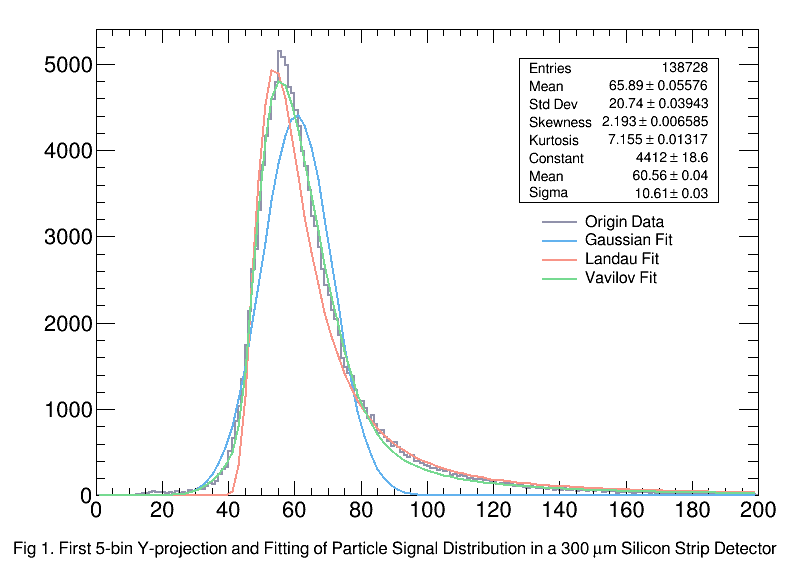 5000
4000
3000
2000
1000
0
0 20 40 60 80 100 120 140 160 180 200
Entries 138728
Mean 65.89 ± 0.05576
Std Dev 20.74 ± 0.03943
Skewness 2.193 ± 0.006585
Kurtosis 7.155 ± 0.01317
Constant 4412 ± 18.6
Mean 60.56 ± 0.04
Sigma 10.61 ± 0.03
Origin Data
Gaussian Fit
Landau Fit
Vavilov Fit
Fig 1. First 5-bin Y-projection and Fitting of Particle Signal Distribution in a 300 μm Silicon Strip Detector